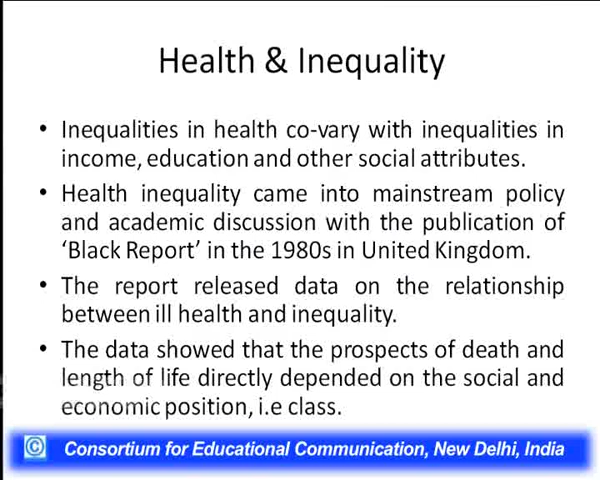 Health & Inequality
• Inequalities in health co-vary with inequalities in
income, education and other social attributes.
• Health inequality came into mainstream policy
and academic discussion with the publication of
‘Black Report’ in the 1980s in United Kingdom.
• The report released data on the relationship
between ill health and inequality.
• The data showed that the prospects of death and
length of life directly depended on the social and
economic position, i.e class.
© Consortium for Educational Communication, New Delhi, India